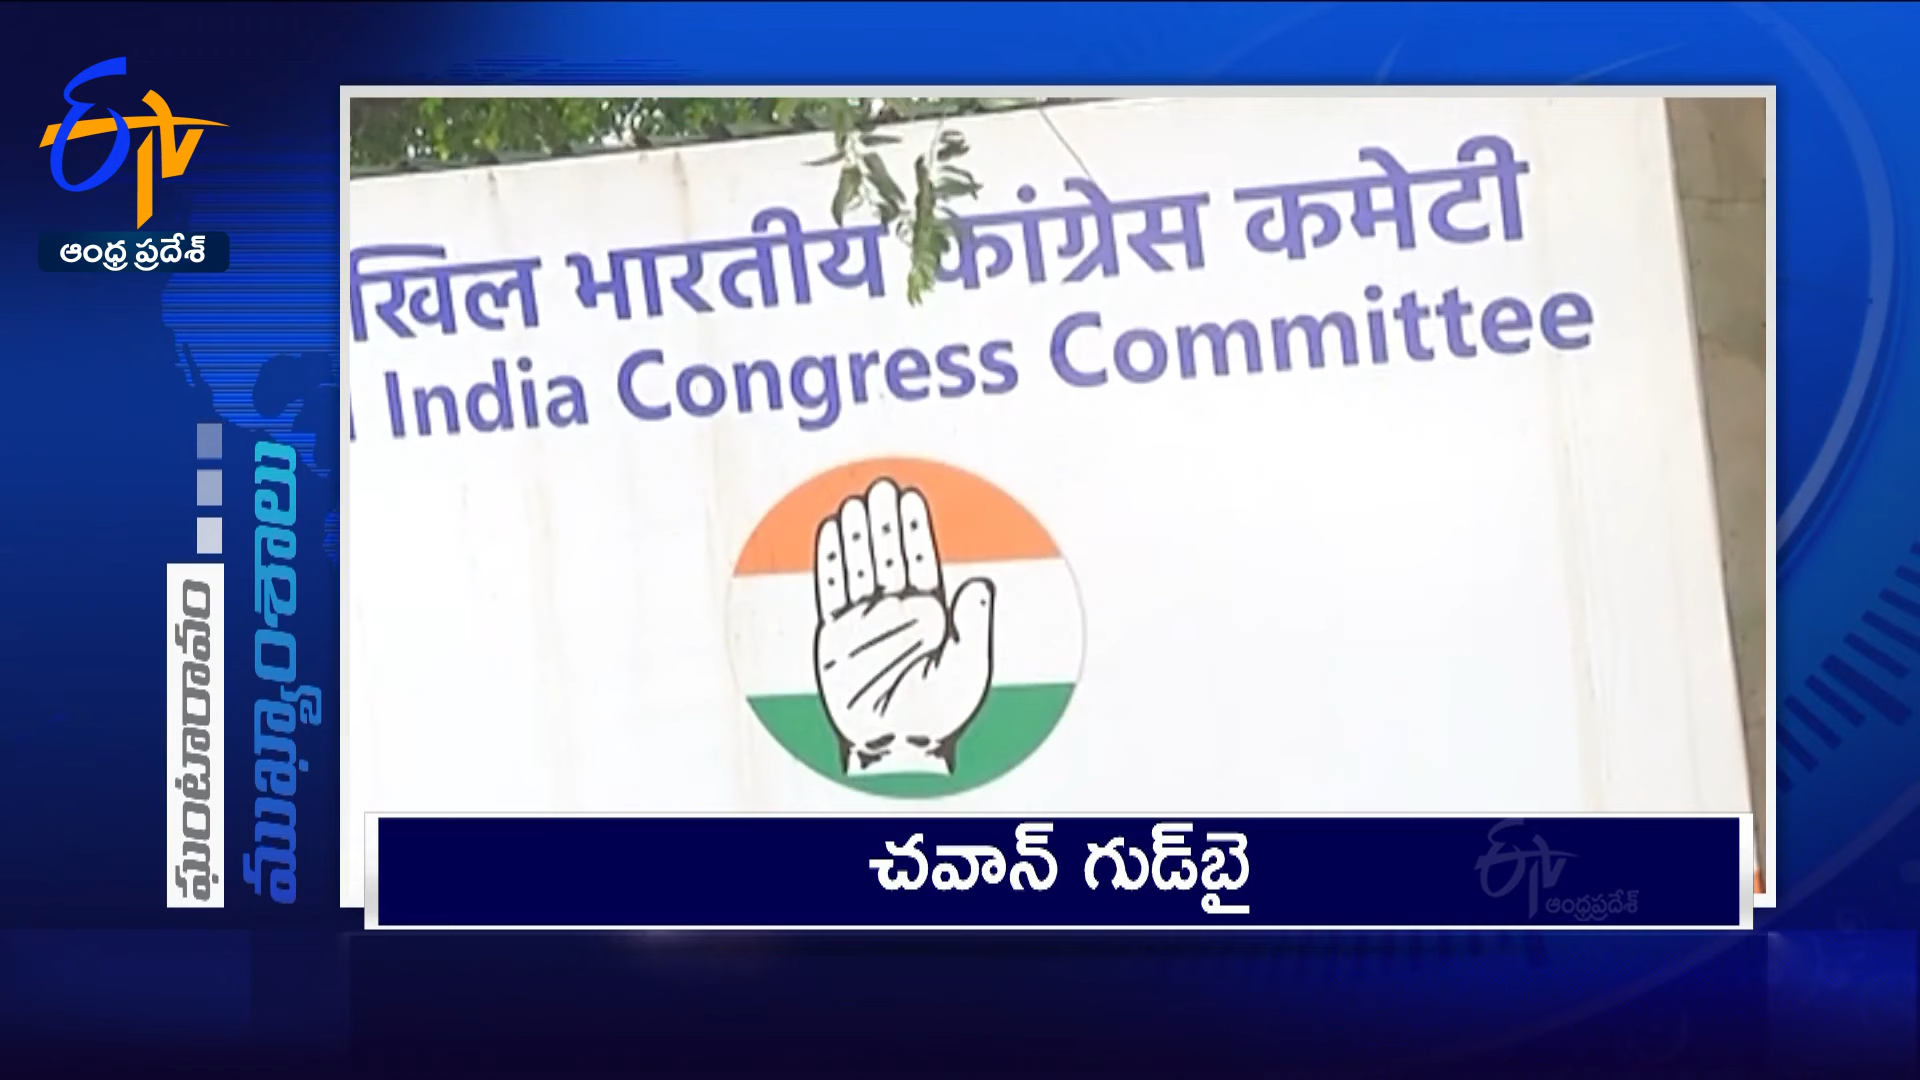 ఆంధ్ర ప్రదేశ్
खिल भारतीय कांग्रेस कमेटी
India Congress Committee
ఘంటారావం
ముఖ్యాంశాలు
చవాన్ గుడ్‌బై
ఆంధ్రప్రదేశ్